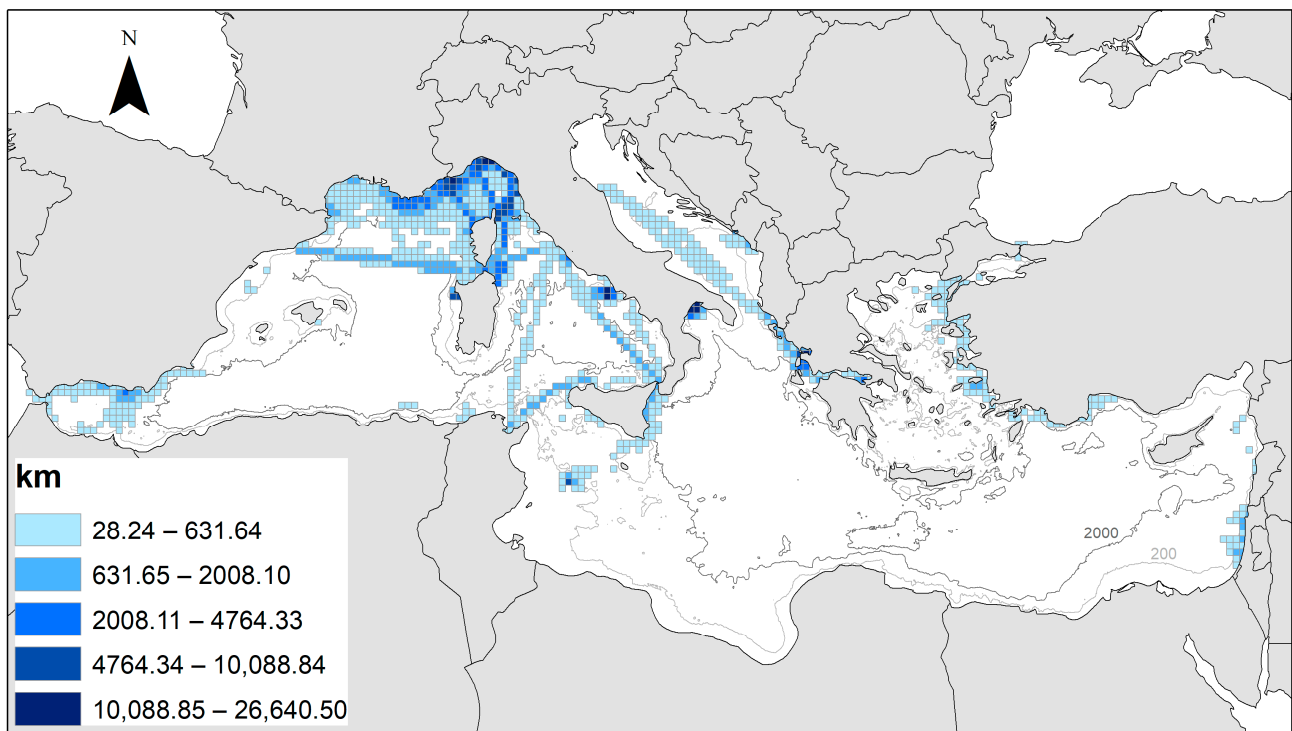 N
km
28.24 – 631.64
631.65 – 2008.10
2008.11 – 4764.33
4764.34 – 10,088.84
10,088.85 – 26,640.50
2000
200